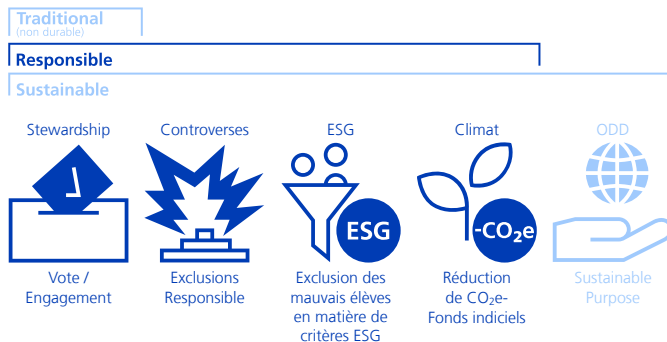 Traditional
(non durable)
Responsible
Sustainable
Stewardship
Controverses
ESG
Climat
ODD
ESG
-CO₂e
Vote /
Engagement
Exclusions
Responsible
Exclusion des
mauvais élèves
en matière de
critères ESG
Réduction
de CO₂e-
Fonds indiciels
Sustainable
Purpose